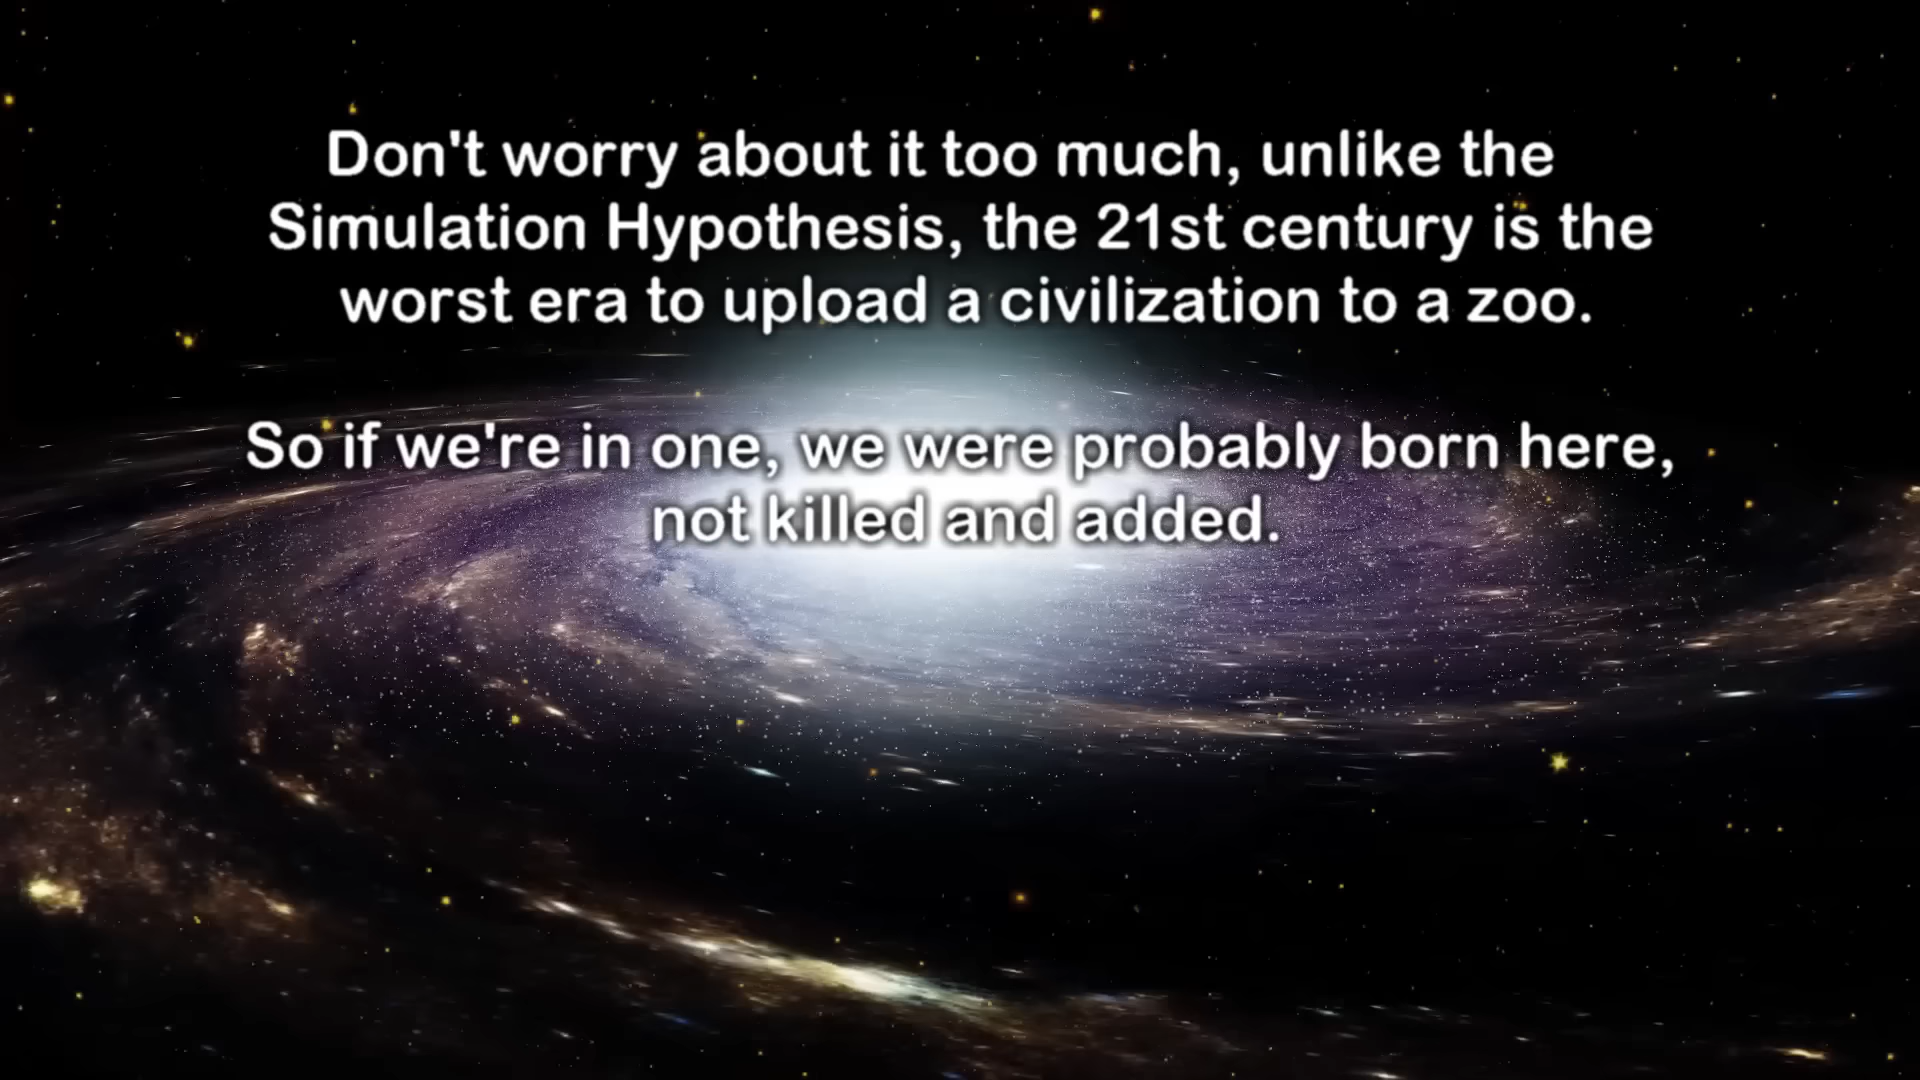 Don't worry about it too much, unlike the
Simulation Hypothesis, the 21st century is the
worst era to upload a civilization to a zoo.
So if we're in one, we were probably born here,
not killed and added.